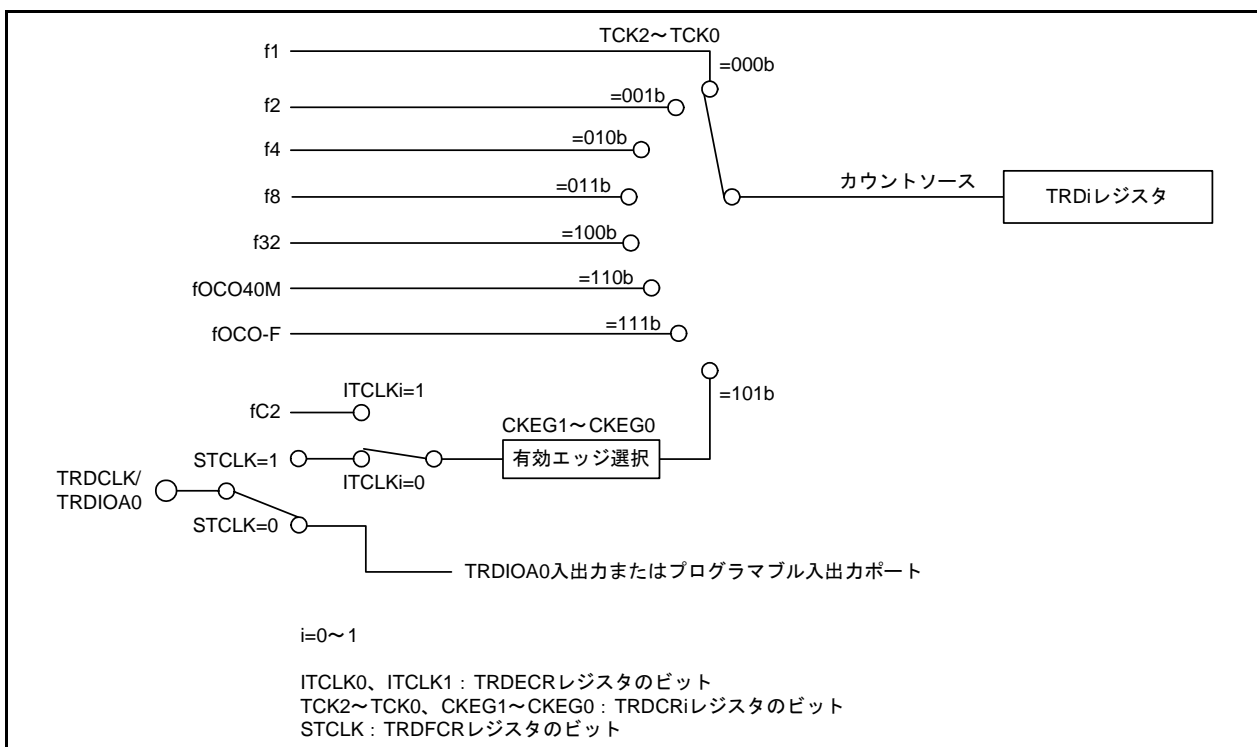 TCK2～TCK0
f1
=000b
f2
=001b
f4
=010b
f8
=011b
カウントソース
TRDiレジスタ
f32
=100b
fOCO40M
=110b
fOCO-F
=111b
=101b
ITCLKi=1
fC2
CKEG1～CKEG0
STCLK=1
有効エッジ選択
ITCLKi=0
TRDCLK/
TRDIOA0
STCLK=0
TRDIOA0入出力またはプログラマブル入出力ポート
i=0～1
ITCLK0、ITCLK1：TRDECRレジスタのビット
TCK2～TCK0、CKEG1～CKEG0：TRDCRiレジスタのビット
STCLK：TRDFCRレジスタのビット